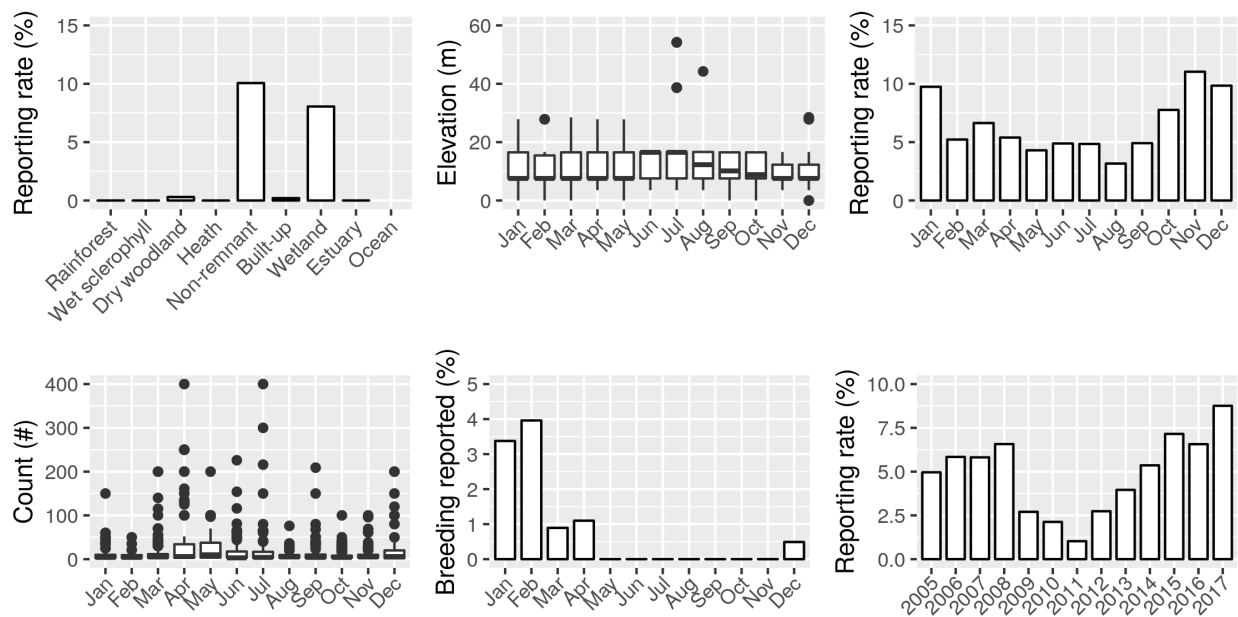 Reporting rate (%)
15
10
5
0
Rainforest
Wet sclerophyll
Dry woodland
Heath
Non-remnant
Built-up
Wetland
Estuary
Ocean
Elevation (m)
60
40
20
0
Jan
Feb
Mar
Apr
May
Jun
Jul
Aug
Sep
Oct
Nov
Dec
Reporting rate (%)
15
10
5
0
Jan
Feb
Mar
Apr
May
Jun
Jul
Aug
Sep
Oct
Nov
Dec
Count (#)
400
300
200
100
0
Jan
Feb
Mar
Apr
May
Jun
Jul
Aug
Sep
Oct
Nov
Dec
Breeding reported (%)
5
4
3
2
1
0
Jan
Feb
Mar
Apr
May
Jun
Jul
Aug
Sep
Oct
Nov
Dec
Reporting rate (%)
10.0
7.5
5.0
2.5
0.0
2005
2006
2007
2008
2009
2010
2011
2012
2013
2014
2015
2016
2017